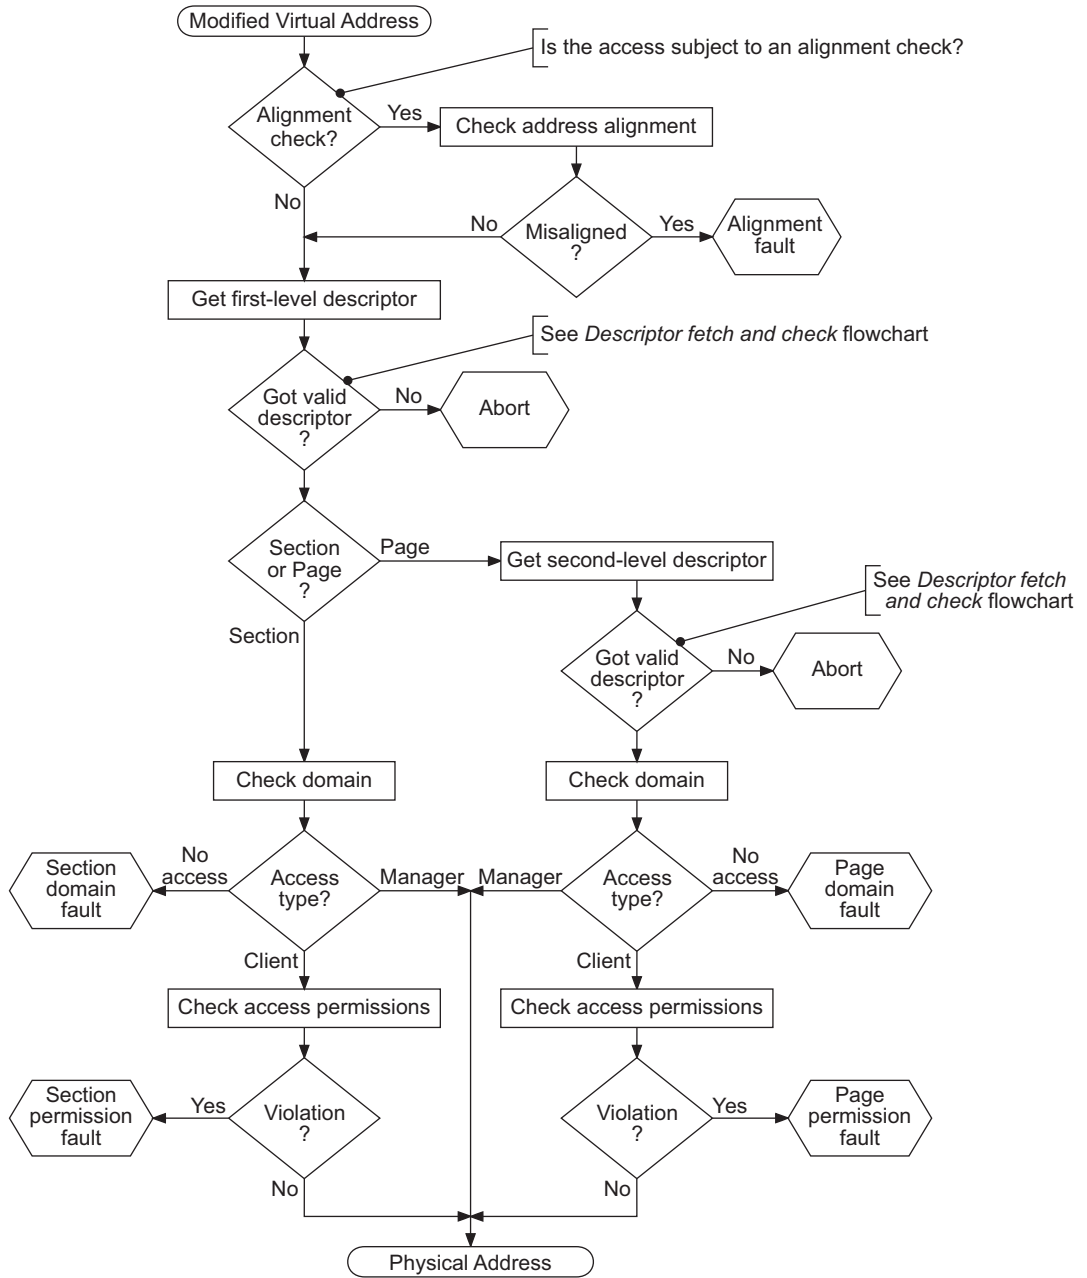 Modified Virtual Address
Is the access subject to an alignment check?
Alignment
check?
Yes
Check address alignment
No
No
Misaligned
?
Yes
Alignment
fault
Get first-level descriptor
See Descriptor fetch and check flowchart
Got valid
descriptor
?
No
Abort
Section
or Page
?
Page
Get second-level descriptor
See Descriptor fetch
and check flowchart
Section
Got valid
descriptor
?
No
Abort
Check domain
Check domain
Section
domain
fault
No
access
Access
type?
Manager
Manager
Access
type?
No
access
Page
domain
fault
Client
Client
Check access permissions
Check access permissions
Section
permission
fault
Yes
Violation
?
Violation
?
Yes
Page
permission
fault
No
No
Physical Address